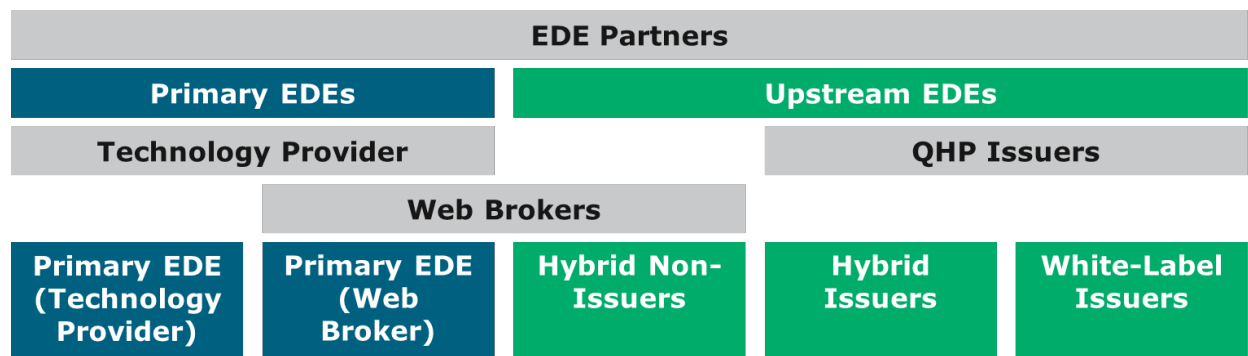 EDE Partners
Primary EDEs
Upstream EDEs
Technology Provider
QHP Issuers
Web Brokers
Primary EDE
(Technology
Provider)
Primary EDE
(Web
Broker)
Hybrid Non-
Issuers
Hybrid
Issuers
White-Label
Issuers